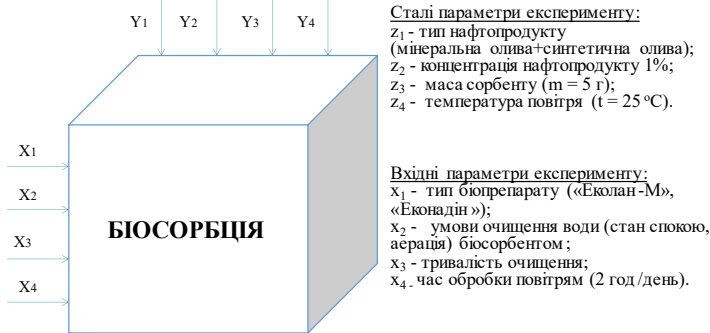 Y1 Y2 Y3 Y4
X1
X2
X3
X4
БІОСОРБЦІЯ
Сталі параметри експерименту:
z1 - тип нафтопродукту
(мінеральна олива+синтетична олива);
z2 - концентрація нафтопродукту 1%;
z3 - маса сорбенту (m = 5 г);
z4 - температура повітря (t = 25 °С).
Вхідні параметри експерименту:
x1 - тип біопрепарату («Еколан-М»,
«Еконадін»);
x2 - умови очищення води (стан спокою,
аерація) біосорбентом;
x3 - тривалість очищення;
x4 - час обробки повітрям (2 год/день).